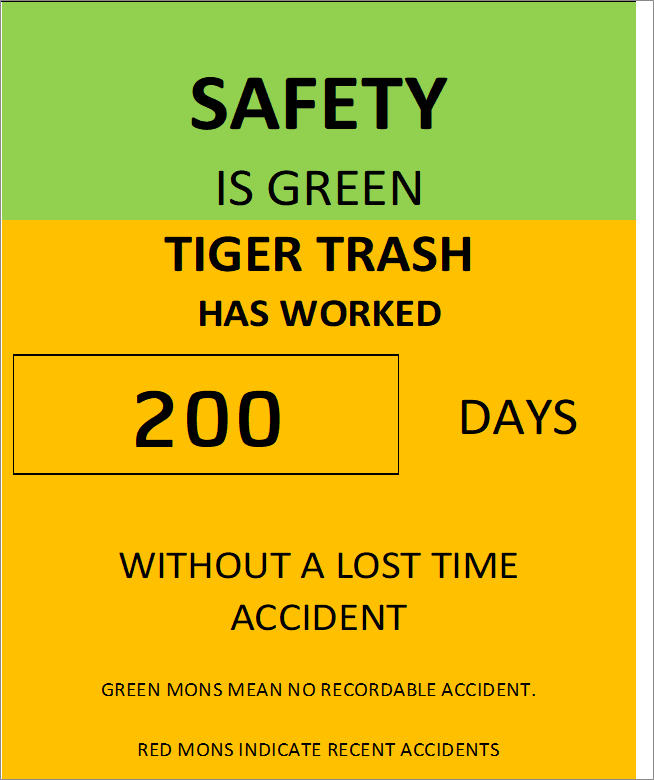 SAFETY
IS GREEN
TIGER TRASH
HAS WORKED
200 DAYS
WITHOUT A LOST TIME
ACCIDENT
GREEN MONS MEAN NO RECORDABLE ACCIDENT.
RED MONS INDICATE RECENT ACCIDENTS